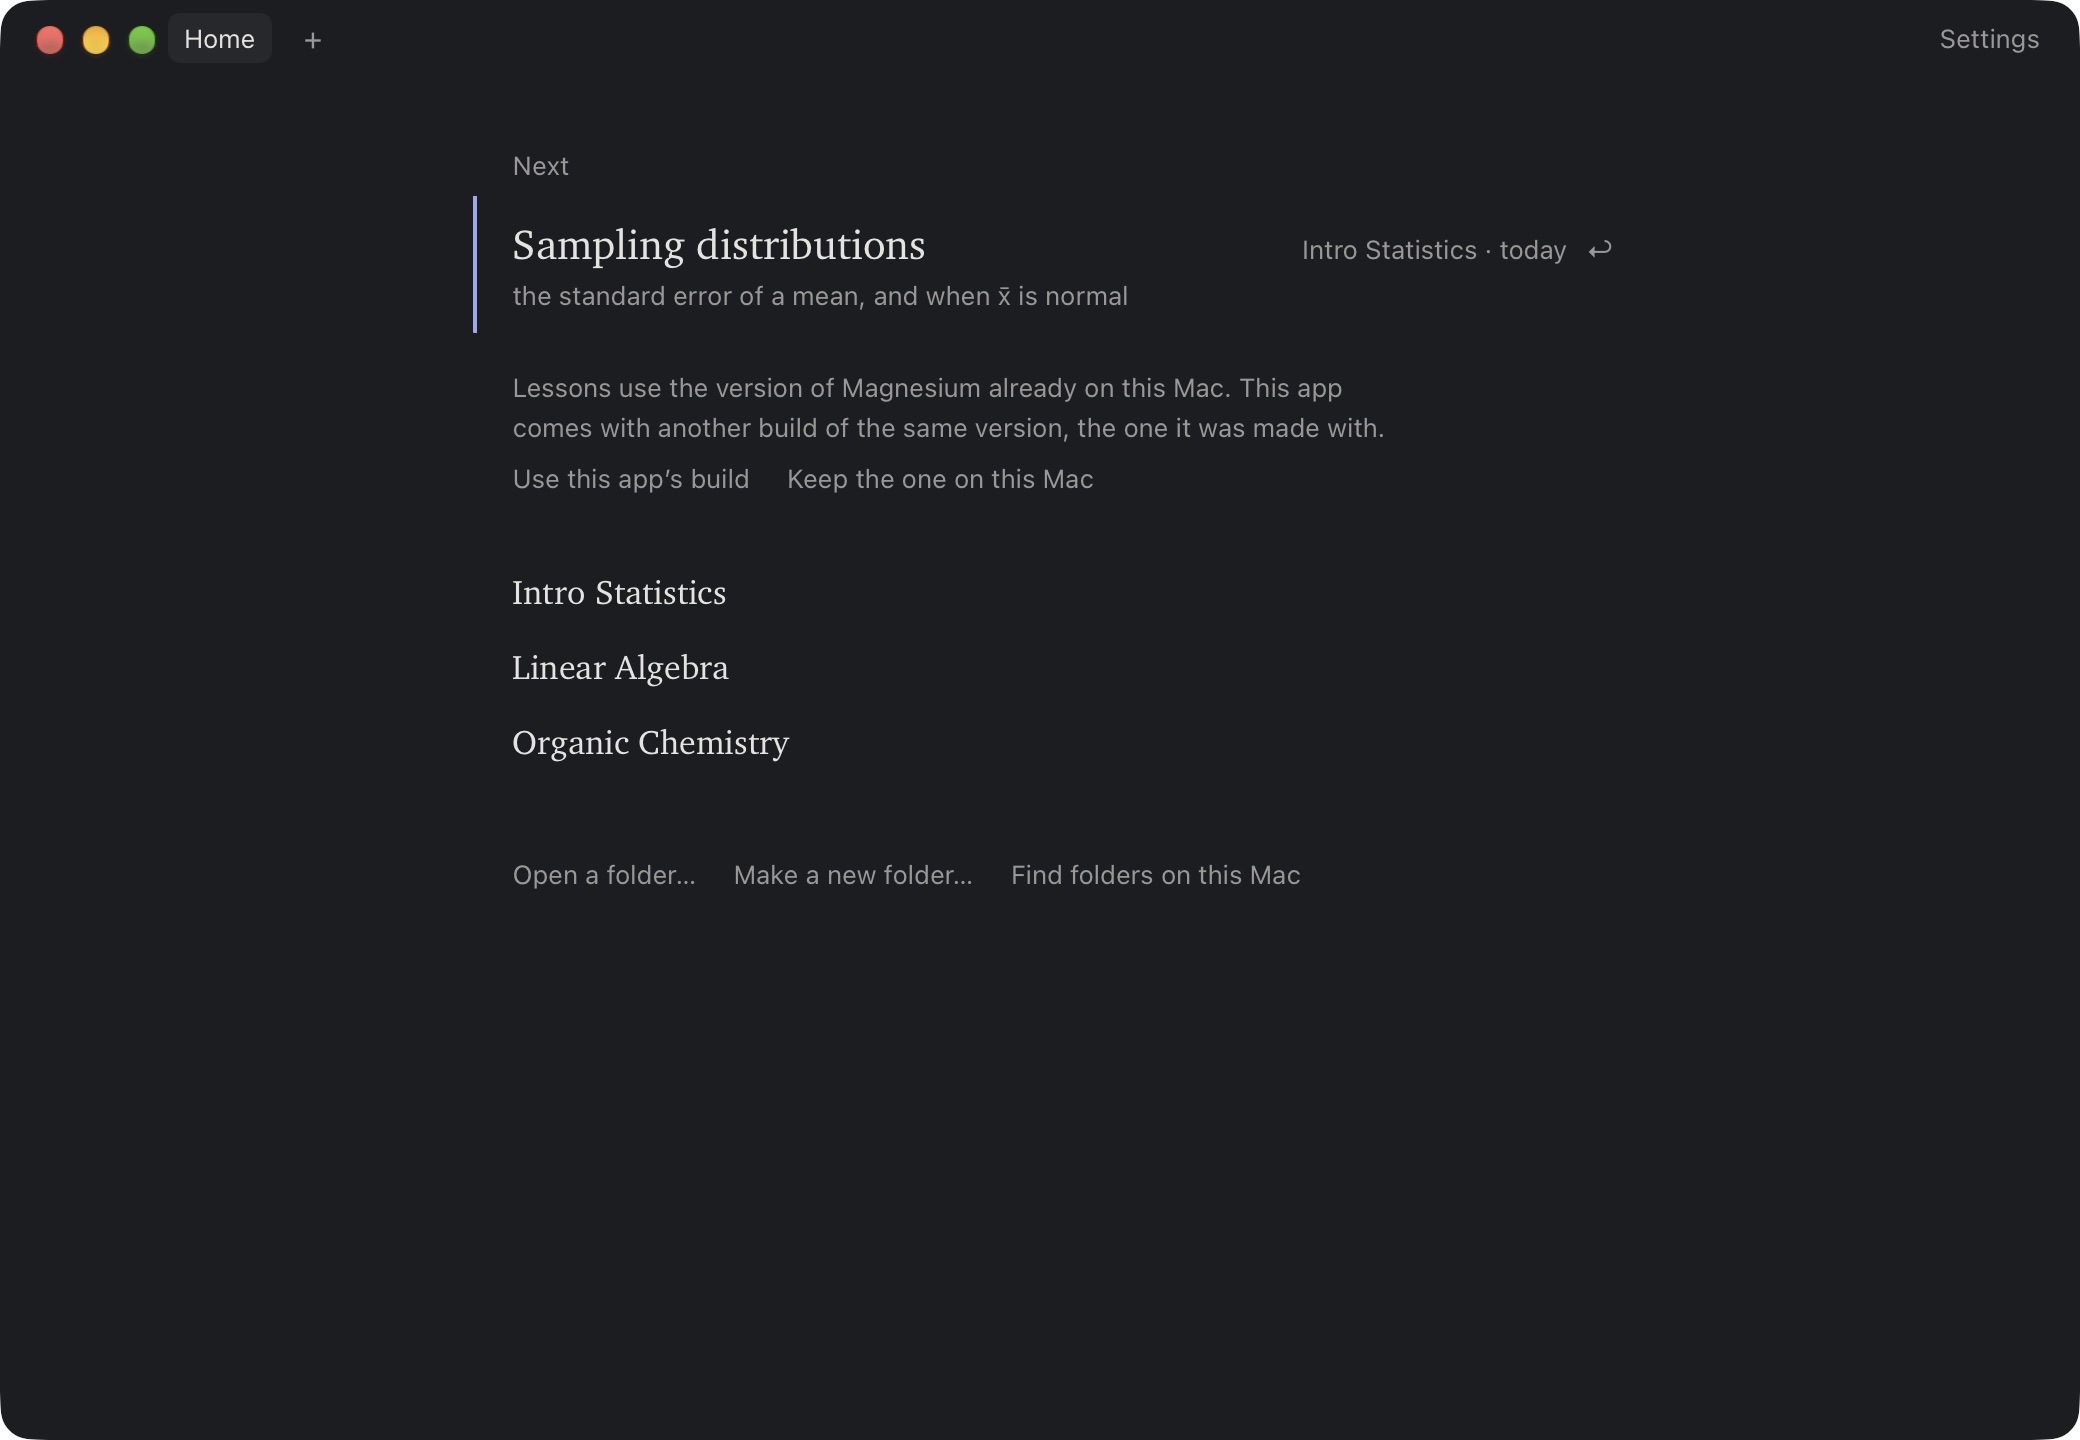 Home +
Settings
Next
Sampling distributions
Intro Statistics · today ↩
the standard error of a mean, and when x̄ is normal
Lessons use the version of Magnesium already on this Mac. This app
comes with another build of the same version, the one it was made with.
Use this app’s build Keep the one on this Mac
Intro Statistics
Linear Algebra
Organic Chemistry
Open a folder… Make a new folder… Find folders on this Mac